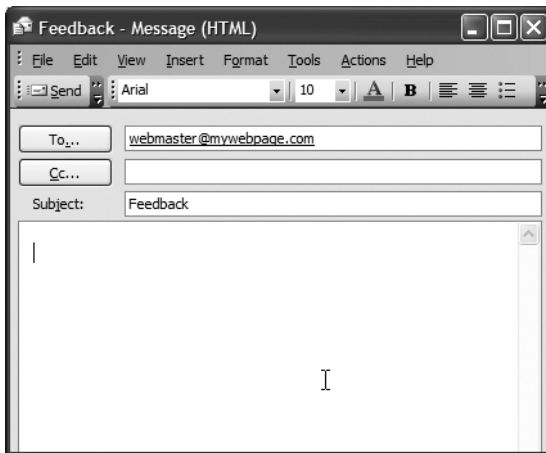 Feedback - Message (HTML)
File Edit View Insert Format Tools Actions Help
Send Arial 10 A B
To... webmaster@mywebpage.com
Cc...
Subject: Feedback